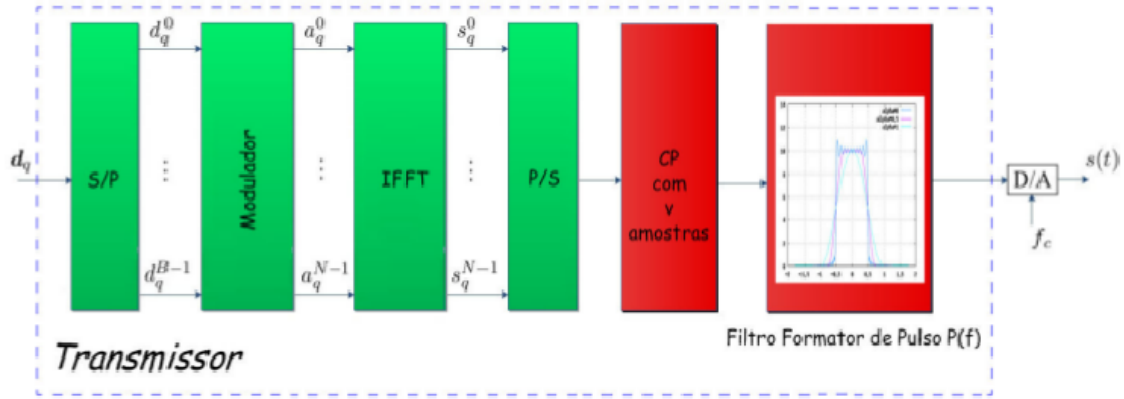 d_q^0
a_q^0
s_q^0
d_q
S/P
Modulador
IFFT
P/S
CP
com
v
amostras
D/A
s(t)
f_c
d_q^{B-1}
a_q^{N-1}
s_q^{N-1}
Filtro Formator de Pulso P(f)
Transmissor